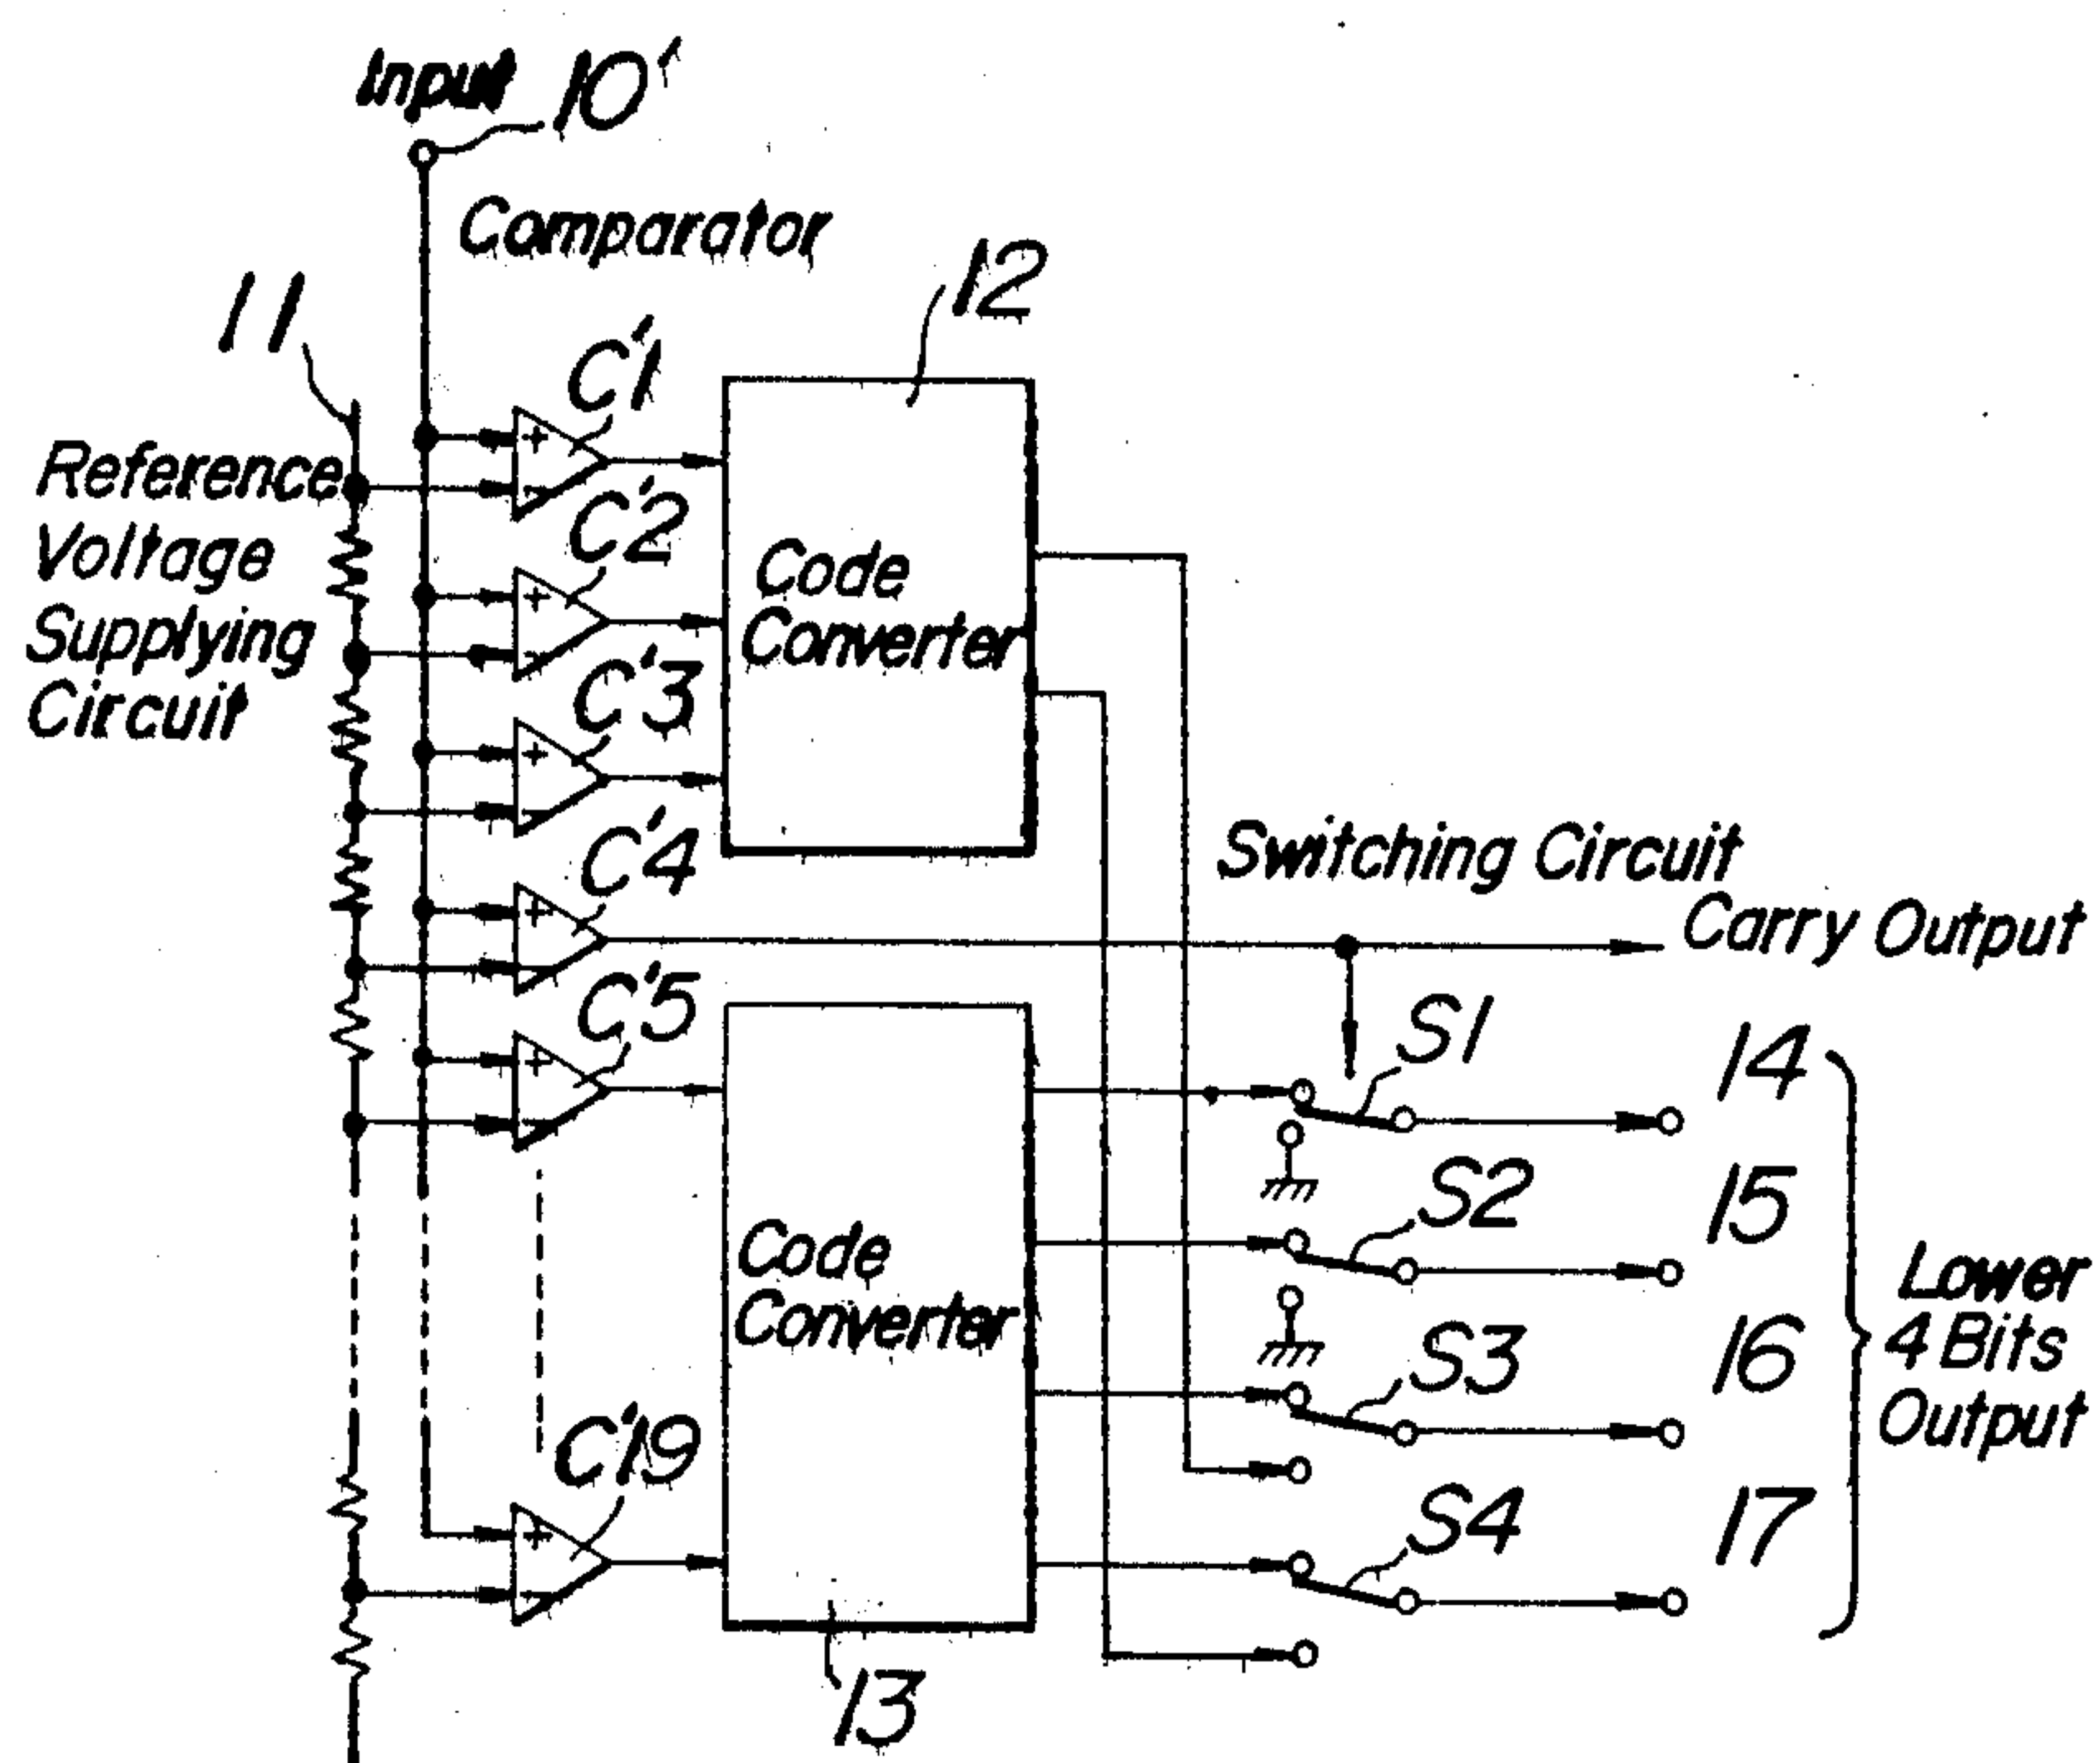 Input 10'
Comparator
11
12
C'1
Reference
Voltage
Supplying
Circuit
C'2
Code
Converter
C'3
C'4
Switching Circuit
Carry Output
C'5
S1
14
S2
15
Code
Converter
Lower
4 Bits
Output
S3
16
C'19
S4
17
13
+
−
+
−
+
−
+
−
+
−
+
−